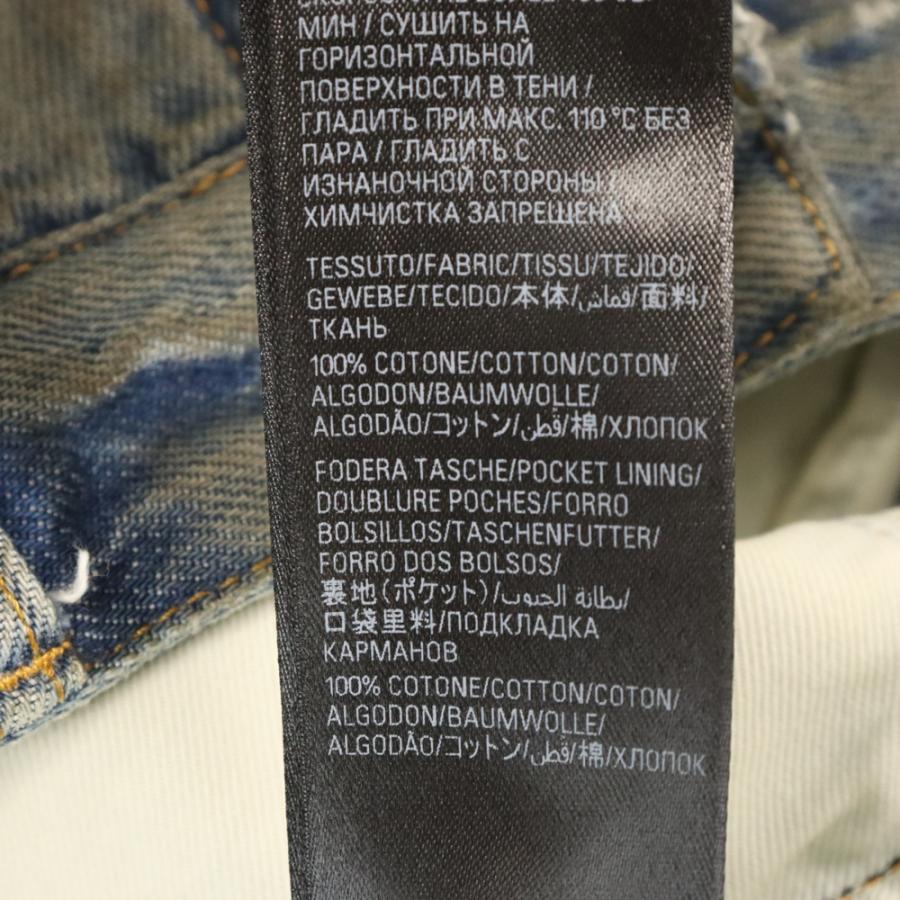 МИН / СУШИТЬ НА
ГОРИЗОНТАЛЬНОЙ
ПОВЕРХНОСТИ В ТЕНИ /
ГЛАДИТЬ ПРИ МАКС. 110 °C БЕЗ
ПАРА / ГЛАДИТЬ С
ИЗНАНОЧНОЙ СТОРОНЫ /
ХИМЧИСТКА ЗАПРЕЩЕНА
TESSUTO/FABRIC/TISSU/TEJIDO/
GEWEBE/TECIDO/本体/قماش/面料/
ТКАНЬ
100% COTONE/COTTON/COTON/
ALGODON/BAUMWOLLE/
ALGODÃO/コットン/قطن/棉/ХЛОПОК
FODERA TASCHE/POCKET LINING/
DOUBLURE POCHES/FORRO
BOLSILLOS/TASCHENFUTTER/
FORRO DOS BOLSOS/
裏地(ポケット)/بطانة الجيوب/
口袋里料/ПОДКЛАДКА
КАРМАНОВ
100% COTONE/COTTON/COTON/
ALGODON/BAUMWOLLE/
ALGODÃO/コットン/قطن/棉/ХЛОПОК